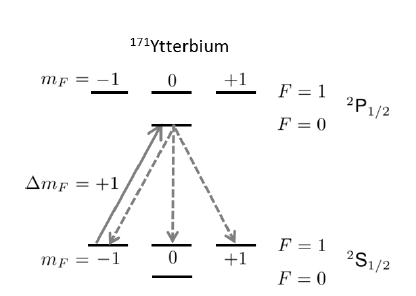 ¹⁷¹Ytterbium
m_F = −1 0 +1 F = 1
²P₁/₂
F = 0
Δm_F = +1
F = 1
m_F = −1 0 +1 ²S₁/₂
F = 0